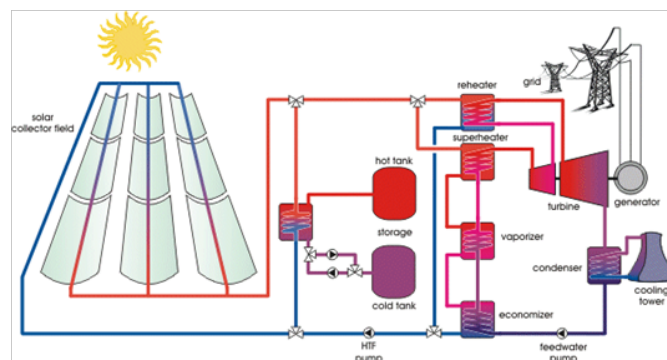 solar
collector field
hot tank
storage
cold tank
HTF
pump
reheater
superheater
vaporizer
economizer
grid
turbine
generator
condenser
cooling
tower
feedwater
pump